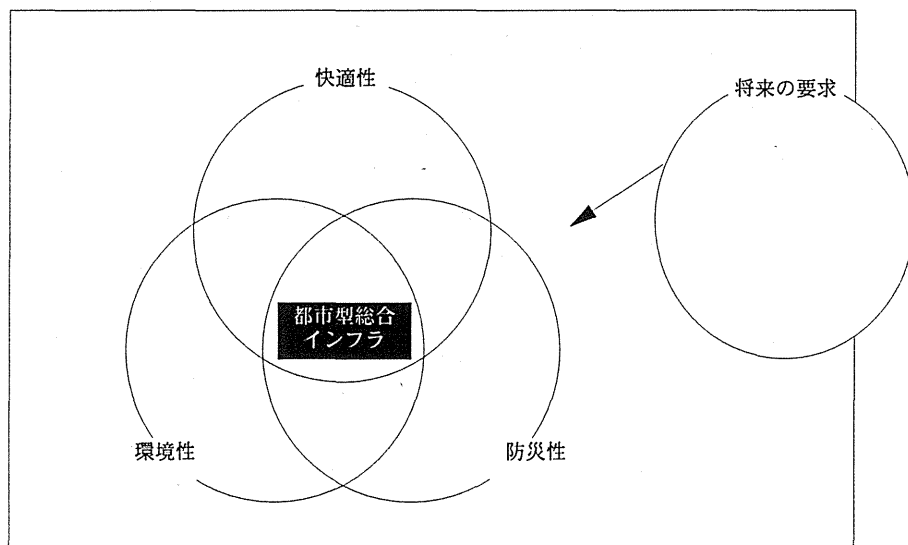 快適性
将来の要求
都市型総合
インフラ
環境性
防災性